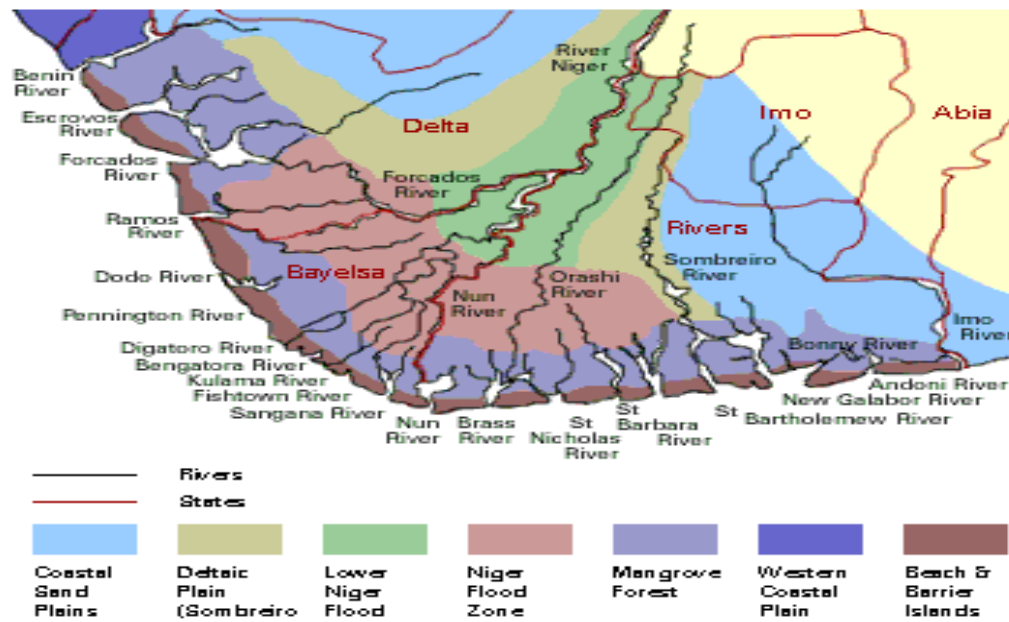 River
Niger
Benin
River
Escrovos
River
Delta
Imo
Abia
Forcados
River
Forcados
River
Ramos
River
Rivers
Sombreiro
River
Dodo River
Bayelsa
Orashi
River
Nun
River
Pennington River
Imo
River
Digatoro River
Bonny River
Bengatora River
Kulama River
Andoni River
Fishtown River
New Galabor River
Sangana River
St
Bartholemew River
Nun
River
Brass
River
St
Nicholas
River
St
Barbara
River
Rivers
States
Coastal
Sand
Plains
Deltaic
Plain
(Sombreiro
Lower
Niger
Flood
Niger
Flood
Zone
Mangrove
Forest
Western
Coastal
Plain
Beach &
Barrier
Islands